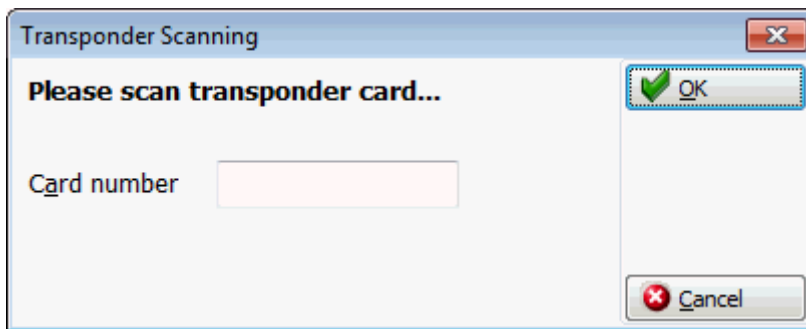 Transponder Scanning
Please scan transponder card...
OK
Card number
Cancel